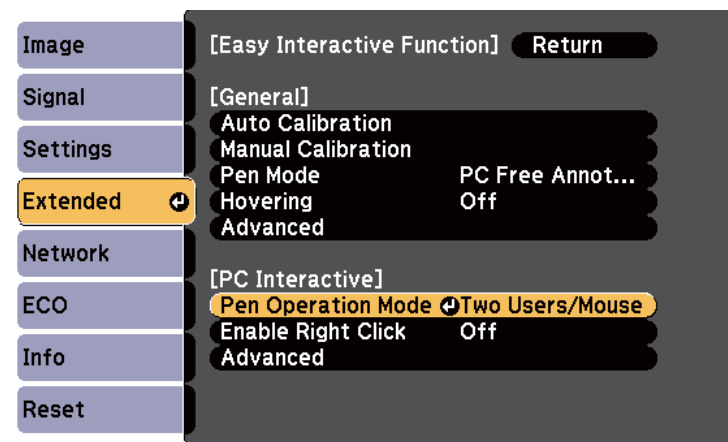 Image
Signal
Settings
Extended
Network
ECO
Info
Reset
[Easy Interactive Function] Return
[General]
Auto Calibration
Manual Calibration
Pen Mode PC Free Annot...
Hovering Off
Advanced
[PC Interactive]
Pen Operation Mode Two Users/Mouse
Enable Right Click Off
Advanced